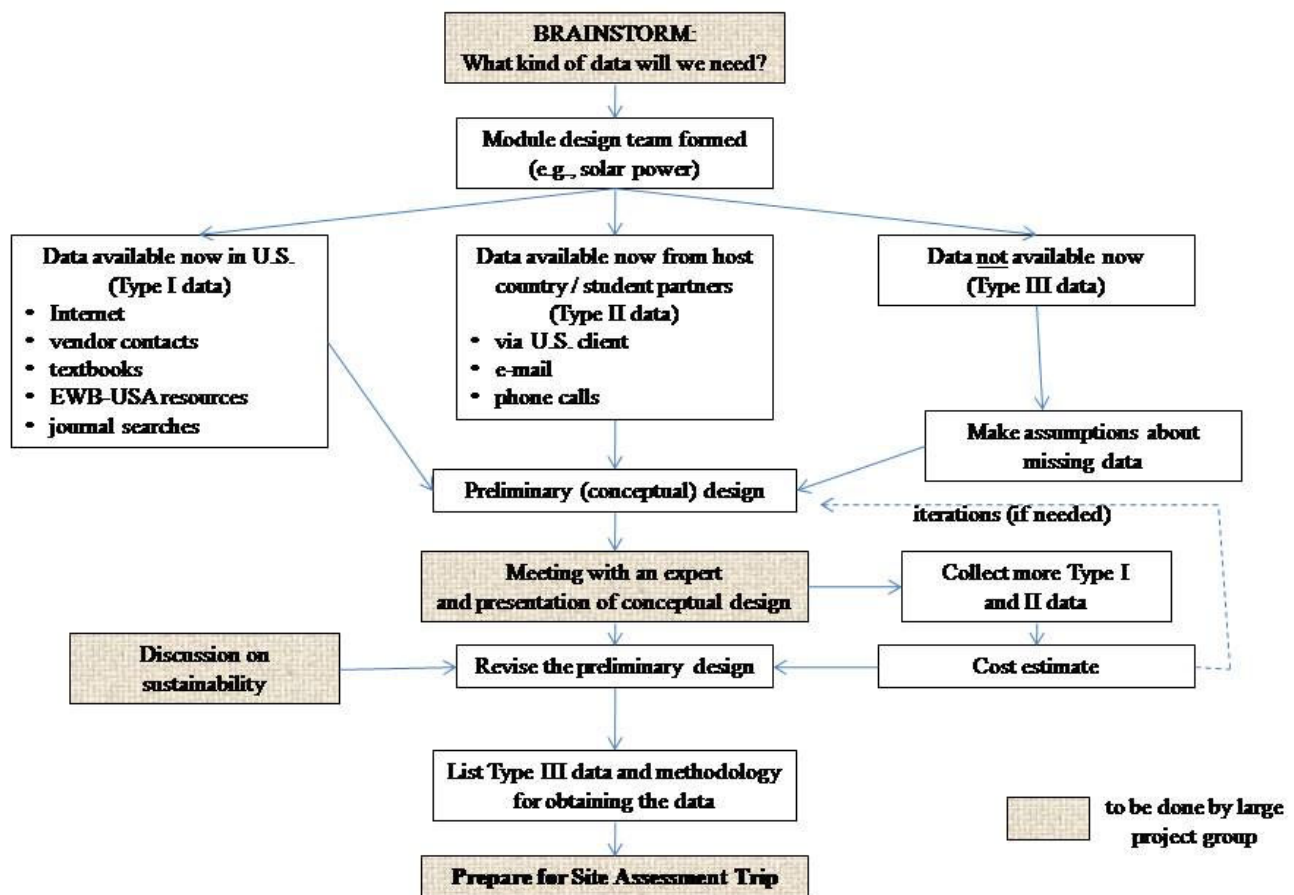 BRAINSTORM:
What kind of data will we need?
Module design team formed
(e.g., solar power)
Data available now in U.S.
(Type I data)
• Internet
• vendor contacts
• textbooks
• EWB-USA resources
• journal searches
Data available now from host
country / student partners
(Type II data)
• via U.S. client
• e-mail
• phone calls
Data not available now
(Type III data)
Make assumptions about
missing data
Preliminary (conceptual) design
iterations (if needed)
Meeting with an expert
and presentation of conceptual design
Collect more Type I
and II data
Discussion on
sustainability
Revise the preliminary design
Cost estimate
List Type III data and methodology
for obtaining the data
to be done by large
project group
Prepare for Site Assessment Trip